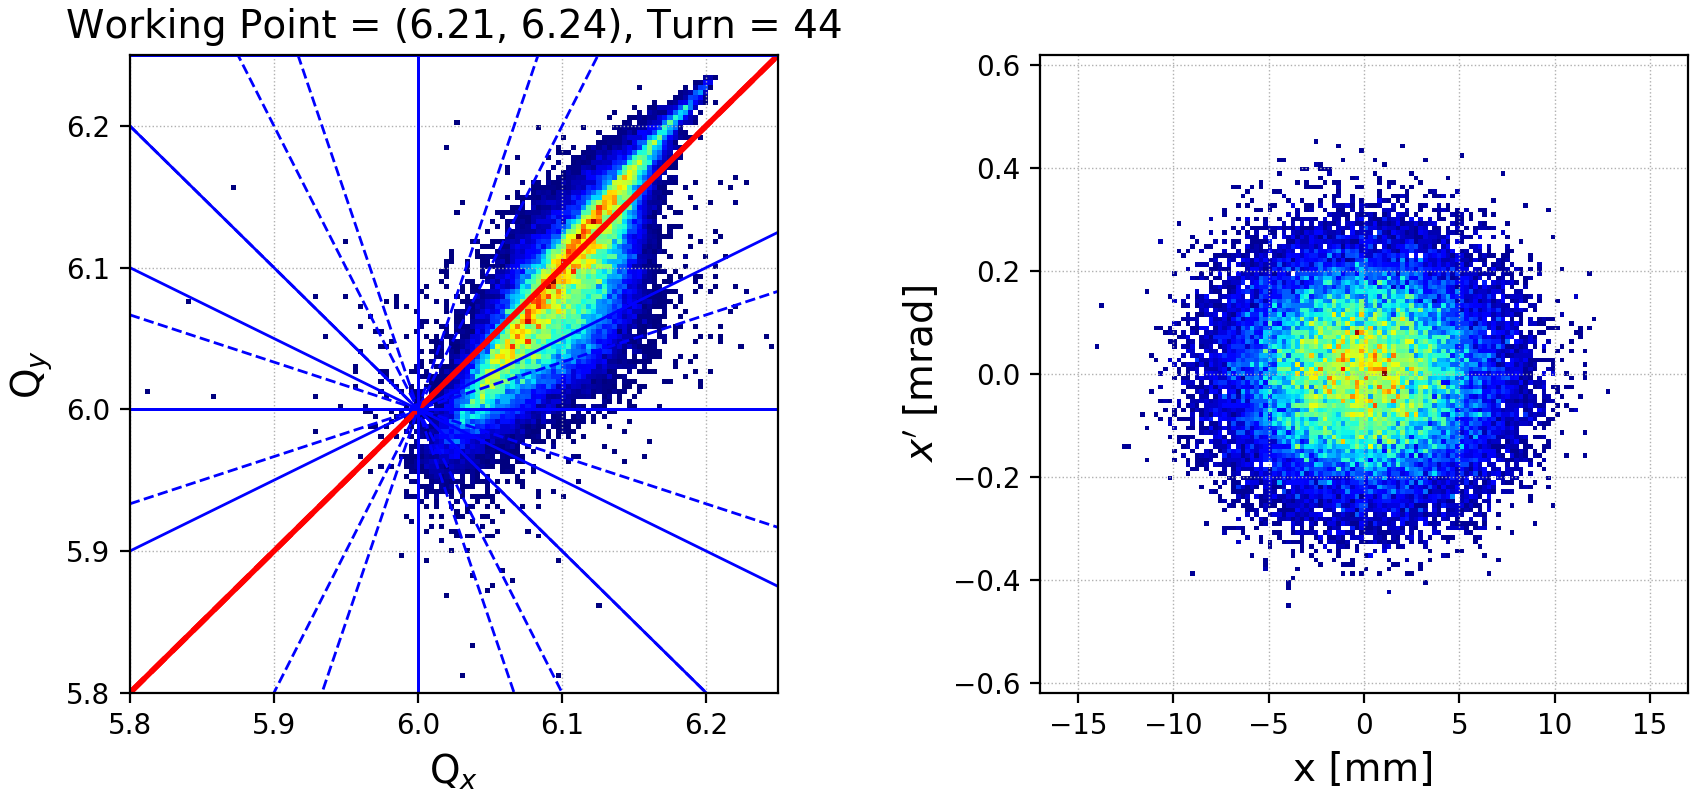 Working Point = (6.21, 6.24), Turn = 44
6.2
6.1
6.0
5.9
5.8
Qy
5.8 5.9 6.0 6.1 6.2
Qx
0.6
0.4
0.2
0.0
−0.2
−0.4
−0.6
x′ [mrad]
−15 −10 −5 0 5 10 15
x [mm]